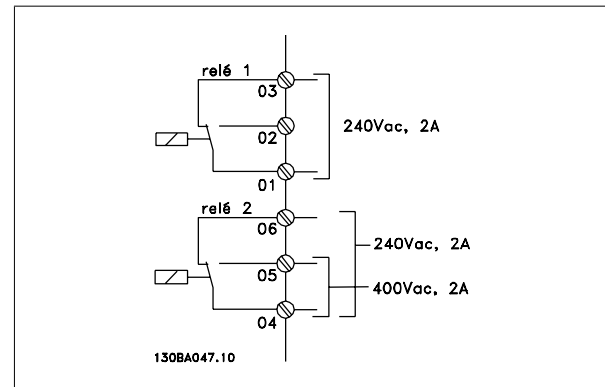 relé 1
03
02
240Vac, 2A
01
relé 2
06
240Vac, 2A
05
400Vac, 2A
04
130BA047.10